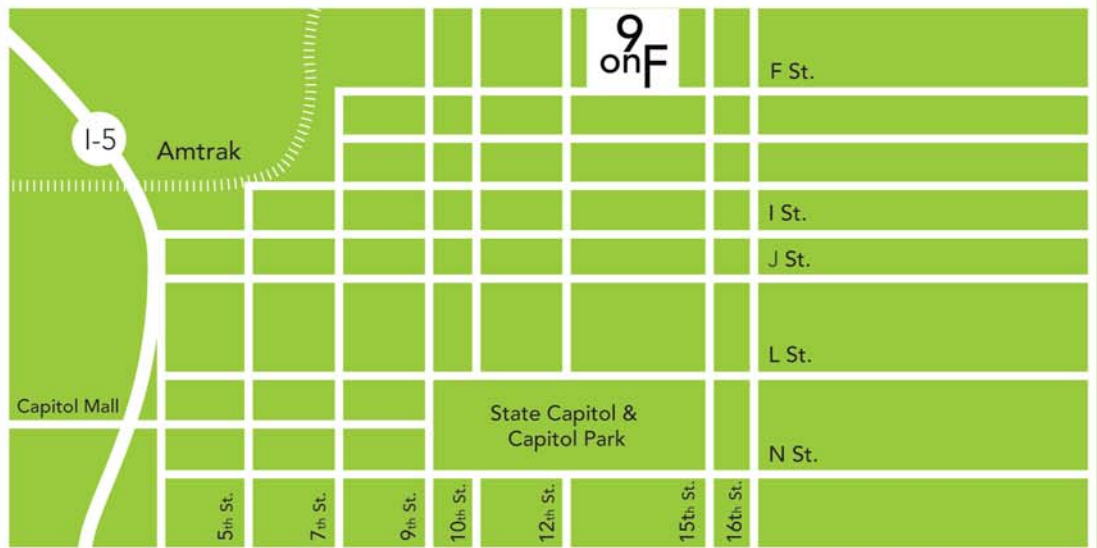 9
onF
F St.
I-5
Amtrak
I St.
J St.
L St.
Capitol Mall
State Capitol &
Capitol Park
N St.
5th St.
7th St.
9th St.
10th St.
12th St.
15th St.
16th St.